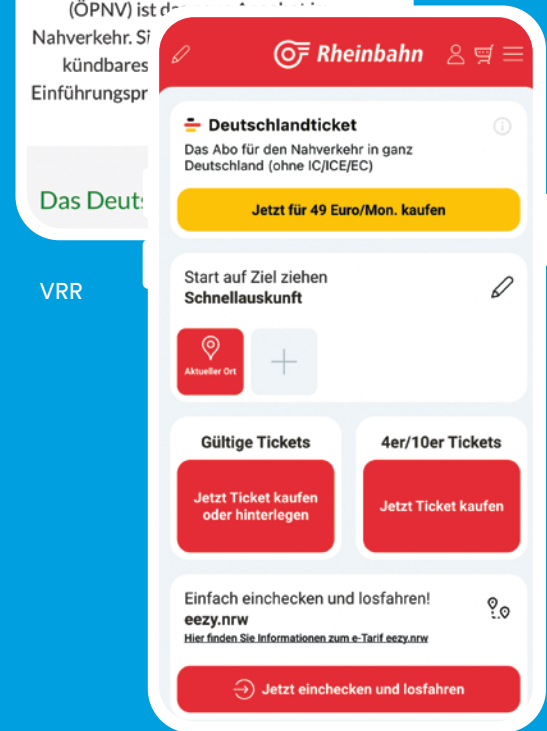 (ÖPNV) ist
Nahverkehr.
kündbares
Das
VRR
Rheinbahn
Deutschlandticket
Das Abo für den Nahverkehr in ganz
Deutschland (ohne IC/ICE/EC)
Jetzt für 49 Euro/Mon. kaufen
Start auf Ziel ziehen
Schnellauskunft
Aktueller Ort
Gültige Tickets
Jetzt Ticket kaufen
oder hinterlegen
4er/10er Tickets
Jetzt Ticket kaufen
Einfach einchecken und losfahren!
eezy.nrw
Hier finden Sie Informationen zum e-Tarif eezy.nrw
Jetzt einchecken und losfahren